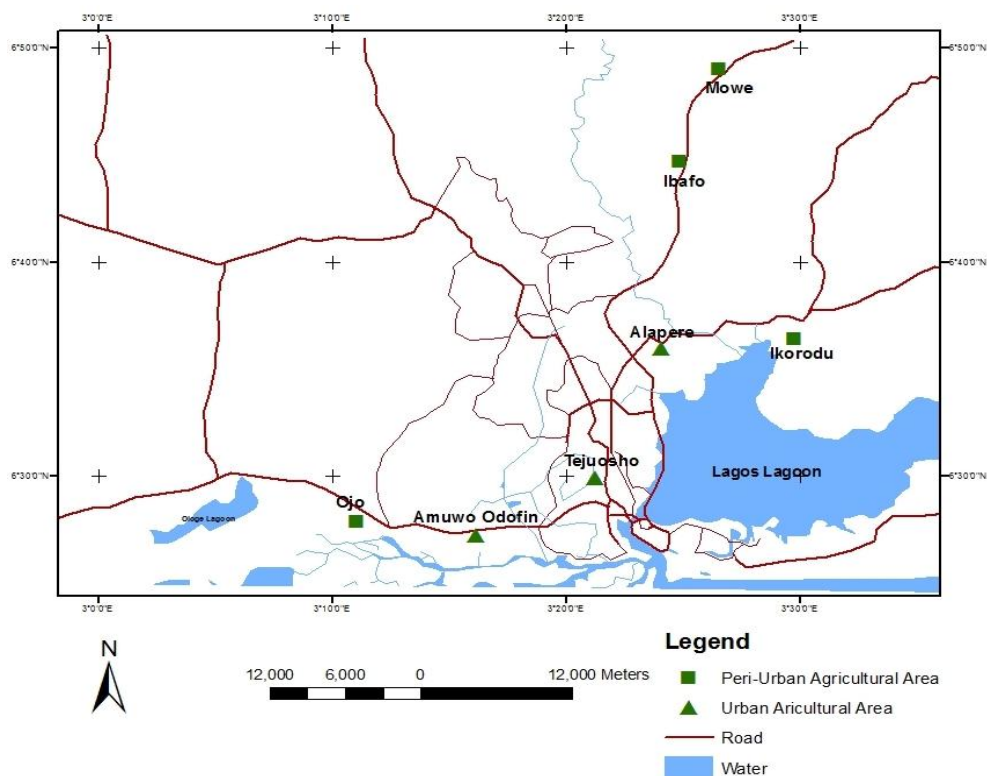 3°0'0"E 3°10'0"E 3°20'0"E 3°30'0"E
6°50'0"N 6°50'0"N
Mowe
Ibafo
6°40'0"N 6°40'0"N
Alapere
Ikorodu
Tejuosho
Lagos Lagoon
6°30'0"N 6°30'0"N
Ojo
Amuwo Odofin
Ologe Lagoon
3°0'0"E 3°10'0"E 3°20'0"E 3°30'0"E
N
12,000 6,000 0 12,000 Meters
Legend
Peri-Urban Agricultural Area
Urban Aricultural Area
Road
Water